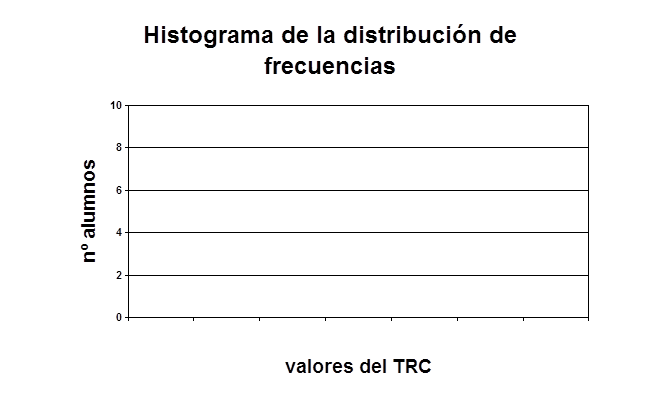 Histograma de la distribución de
frecuencias
10
8
6
4
2
0
nº alumnos
valores del TRC